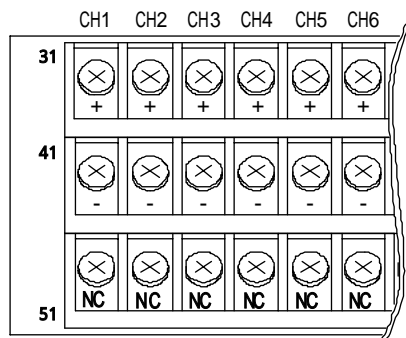 CH1 CH2 CH3 CH4 CH5 CH6
31
+ + + + + +
41
- - - - - -
NC NC NC NC NC NC
51